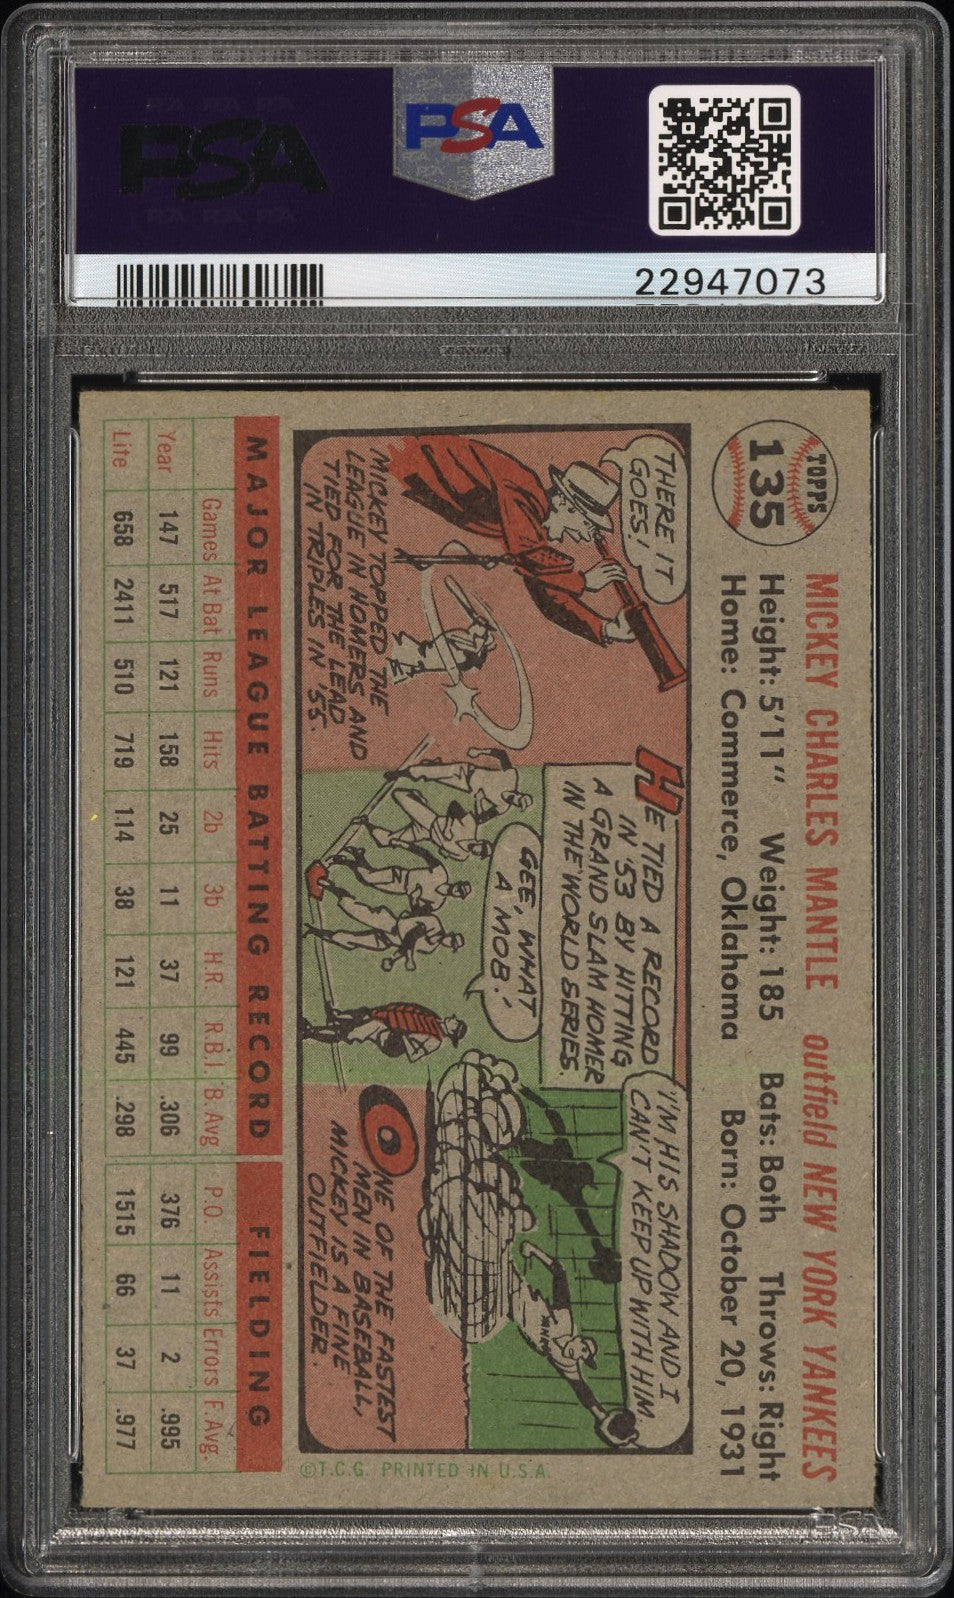 PSA
PSA
22947073
TOPPS
135
MICKEY CHARLES MANTLE outfield NEW YORK YANKEES
Height: 5'11" Weight: 185 Bats: Both Throws: Right
Home: Commerce, Oklahoma Born: October 20, 1931
THERE IT
GOES!
MICKEY TOPPED THE
LEAGUE IN HOMERS AND
TIED FOR THE LEAD
IN TRIPLES IN '55.
HE TIED A RECORD
IN '53 BY HITTING
A GRAND SLAM HOMER
IN THE WORLD SERIES
GEE, WHAT
A MOB!
I'M HIS SHADOW AND I
CAN'T KEEP UP WITH HIM
YANKS
ONE OF THE FASTEST
MEN IN BASEBALL,
MICKEY IS A FINE
OUTFIELDER.
©T.C.G. PRINTED IN U.S.A.
MAJOR LEAGUE BATTING RECORD FIELDING
Games At Bat Runs Hits 2b 3b H.R. R.B.I. B. Avg. P.O. Assists Errors F. Avg.
Year 147 517 121 158 25 11 37 99 .306 376 11 2 .995
Life 658 2411 510 719 114 38 121 445 .298 1515 66 37 .977